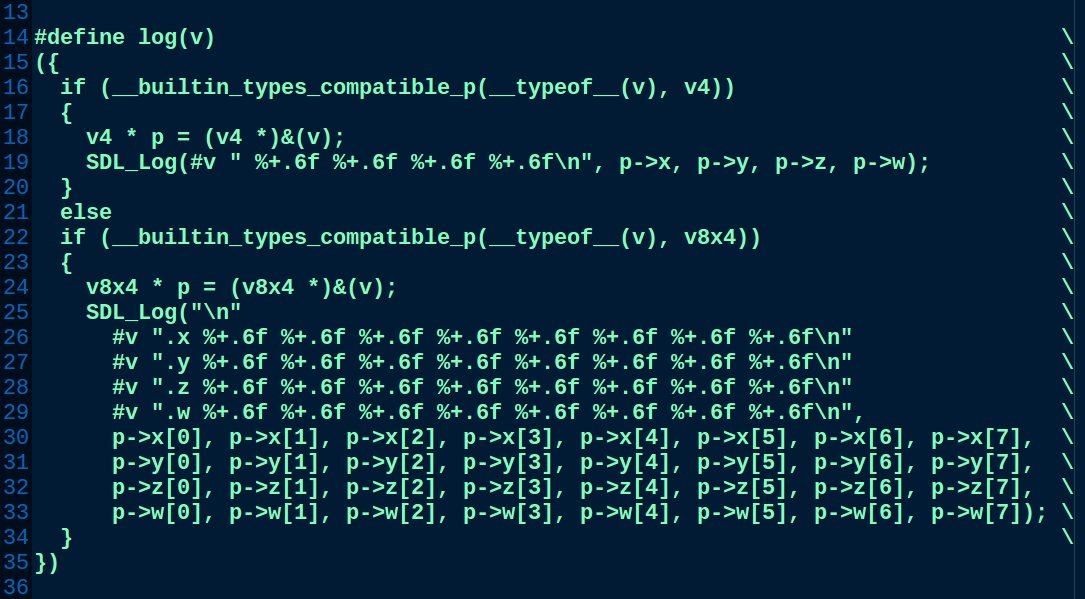 13
14 #define log(v) \
15 ({ \
16   if (__builtin_types_compatible_p(__typeof__(v), v4)) \
17   { \
18     v4 * p = (v4 *)&(v); \
19     SDL_Log(#v " %+.6f %+.6f %+.6f %+.6f\n", p->x, p->y, p->z, p->w); \
20   } \
21   else \
22   if (__builtin_types_compatible_p(__typeof__(v), v8x4)) \
23   { \
24     v8x4 * p = (v8x4 *)&(v); \
25     SDL_Log("\n" \
26       #v ".x %+.6f %+.6f %+.6f %+.6f %+.6f %+.6f %+.6f %+.6f\n" \
27       #v ".y %+.6f %+.6f %+.6f %+.6f %+.6f %+.6f %+.6f %+.6f\n" \
28       #v ".z %+.6f %+.6f %+.6f %+.6f %+.6f %+.6f %+.6f %+.6f\n" \
29       #v ".w %+.6f %+.6f %+.6f %+.6f %+.6f %+.6f %+.6f %+.6f\n", \
30       p->x[0], p->x[1], p->x[2], p->x[3], p->x[4], p->x[5], p->x[6], p->x[7], \
31       p->y[0], p->y[1], p->y[2], p->y[3], p->y[4], p->y[5], p->y[6], p->y[7], \
32       p->z[0], p->z[1], p->z[2], p->z[3], p->z[4], p->z[5], p->z[6], p->z[7], \
33       p->w[0], p->w[1], p->w[2], p->w[3], p->w[4], p->w[5], p->w[6], p->w[7]); \
34   } \
35 })
36